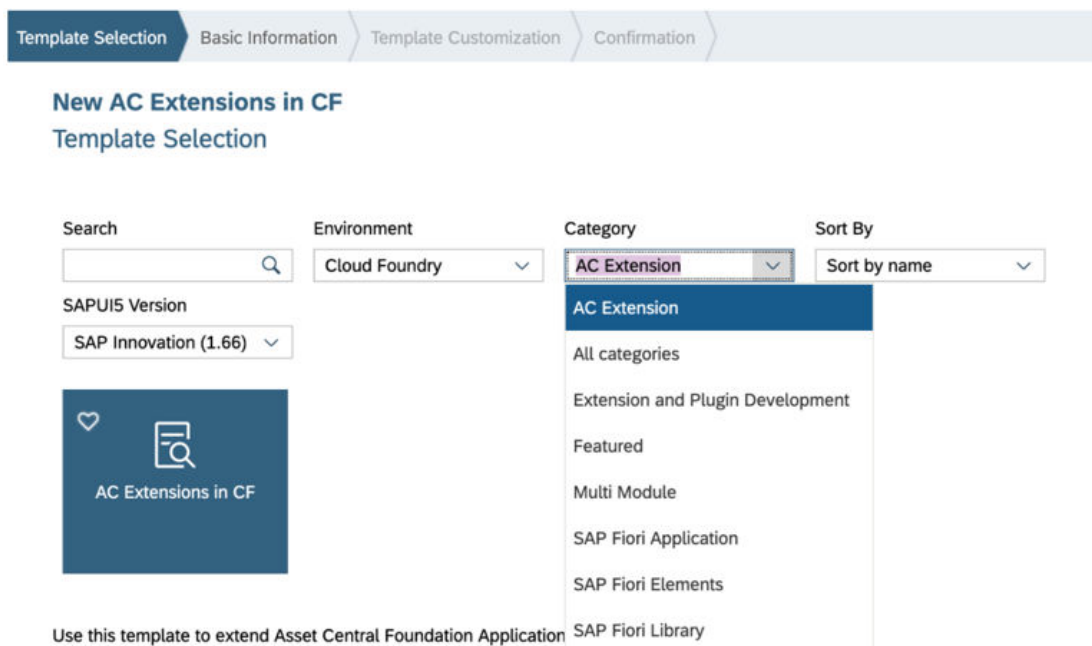 Template Selection
Basic Information
Template Customization
Confirmation
New AC Extensions in CF
Template Selection
Search
Environment
Category
Sort By
Cloud Foundry
AC Extension
Sort by name
SAPUI5 Version
SAP Innovation (1.66)
AC Extension
All categories
Extension and Plugin Development
Featured
Multi Module
SAP Fiori Application
SAP Fiori Elements
SAP Fiori Library
AC Extensions in CF
Use this template to extend Asset Central Foundation Application